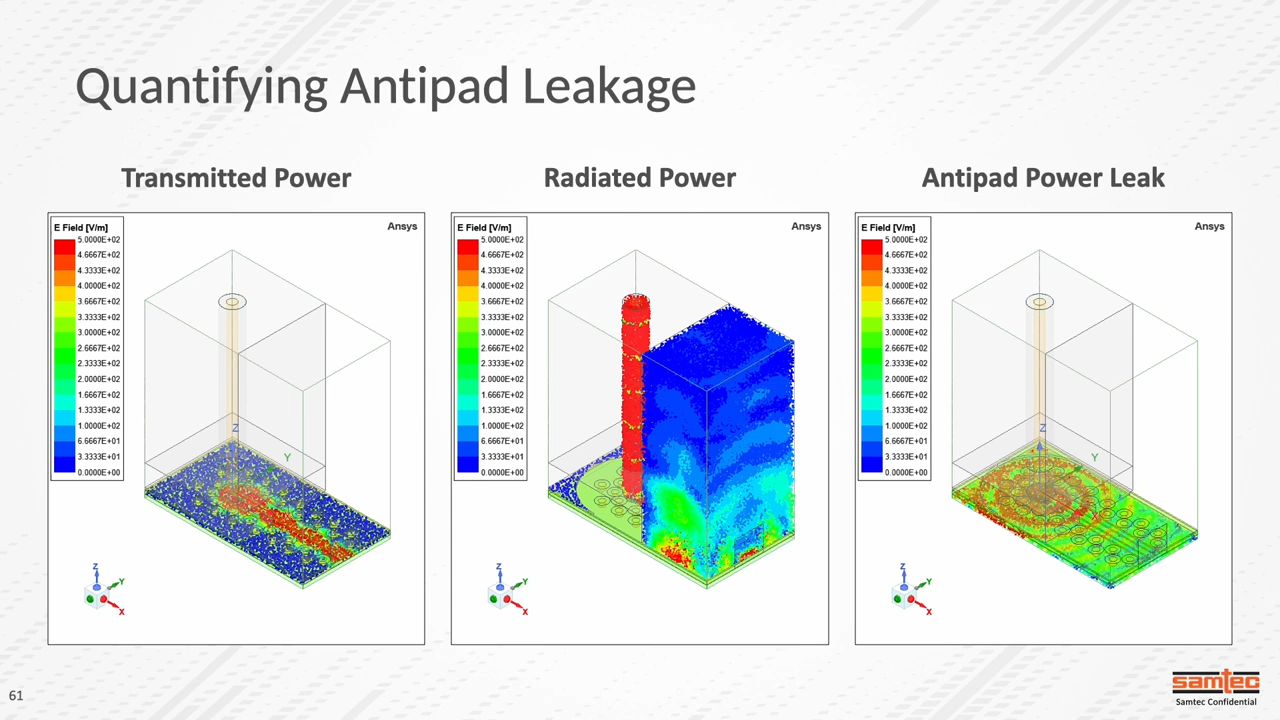 Quantifying Antipad Leakage
Transmitted Power
E Field [V/m]
5.0000E+02
4.6667E+02
4.3333E+02
4.0000E+02
3.6667E+02
3.3333E+02
3.0000E+02
2.6667E+02
2.3333E+02
2.0000E+02
1.6667E+02
1.3333E+02
1.0000E+02
6.6667E+01
3.3333E+01
0.0000E+00
Ansys
Z
Y
Z
Y
X
Radiated Power
E Field [V/m]
5.0000E+02
4.6667E+02
4.3333E+02
4.0000E+02
3.6667E+02
3.3333E+02
3.0000E+02
2.6667E+02
2.3333E+02
2.0000E+02
1.6667E+02
1.3333E+02
1.0000E+02
6.6667E+01
3.3333E+01
0.0000E+00
Ansys
Z
Y
X
Antipad Power Leak
E Field [V/m]
5.0000E+02
4.6667E+02
4.3333E+02
4.0000E+02
3.6667E+02
3.3333E+02
3.0000E+02
2.6667E+02
2.3333E+02
2.0000E+02
1.6667E+02
1.3333E+02
1.0000E+02
6.6667E+01
3.3333E+01
0.0000E+00
Ansys
Z
Y
Z
Y
X
61
samtec
Samtec Confidential